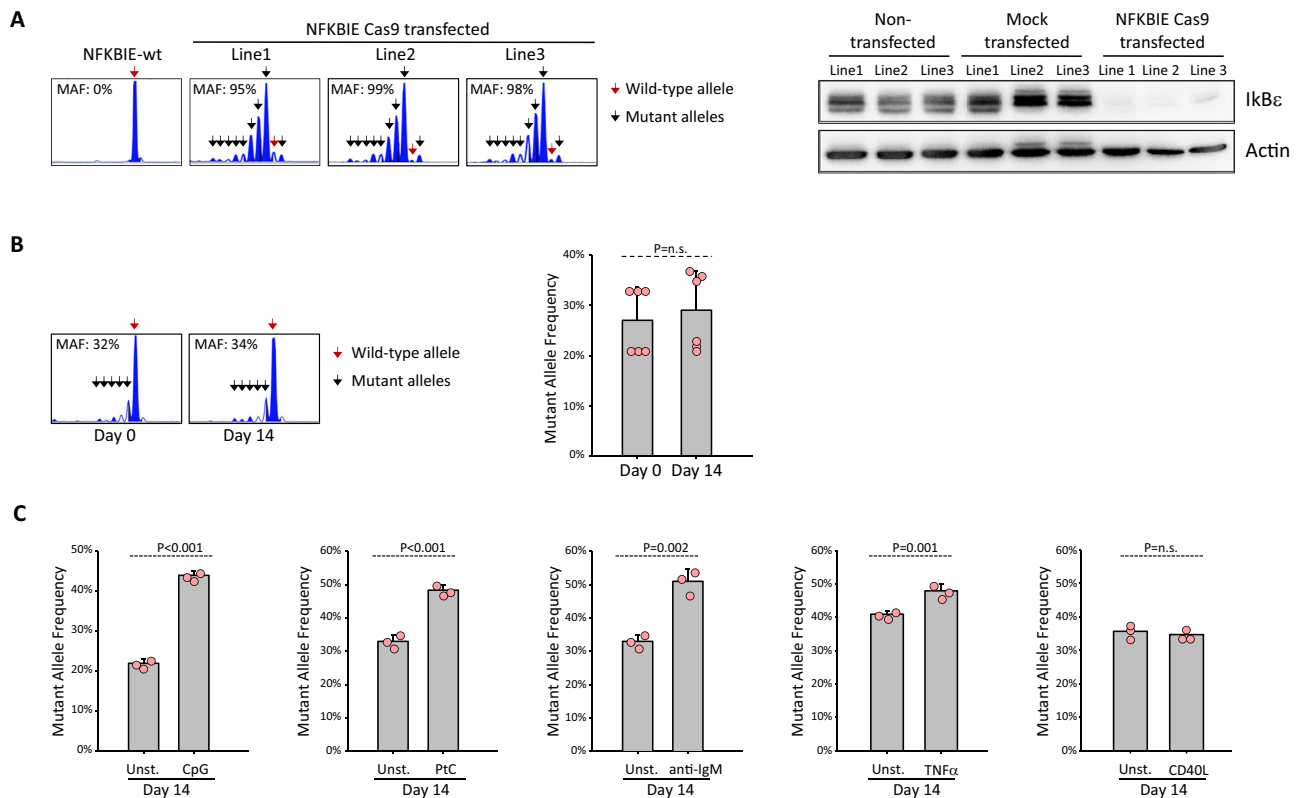 A
NFKBIE Cas9 transfected
NFKBIE-wt Line1 Line2 Line3
MAF: 0% MAF: 95% MAF: 99% MAF: 98%
Wild-type allele
Mutant alleles
Non-transfected Mock transfected NFKBIE Cas9 transfected
Line1 Line2 Line3 Line1 Line2 Line3 Line 1 Line 2 Line 3
IkBε
Actin
B
MAF: 32% MAF: 34%
Day 0 Day 14
Wild-type allele
Mutant alleles
Mutant Allele Frequency
40%
30%
20%
10%
0%
P=n.s.
Day 0 Day 14
C
Mutant Allele Frequency
50%
40%
30%
20%
10%
0%
P<0.001
Unst. CpG
Day 14
Mutant Allele Frequency
60%
50%
40%
30%
20%
10%
0%
P<0.001
Unst. PtC
Day 14
Mutant Allele Frequency
60%
50%
40%
30%
20%
10%
0%
P=0.002
Unst. anti-IgM
Day 14
Mutant Allele Frequency
60%
50%
40%
30%
20%
10%
0%
P=0.001
Unst. TNFα
Day 14
Mutant Allele Frequency
60%
50%
40%
30%
20%
10%
0%
P=n.s.
Unst. CD40L
Day 14